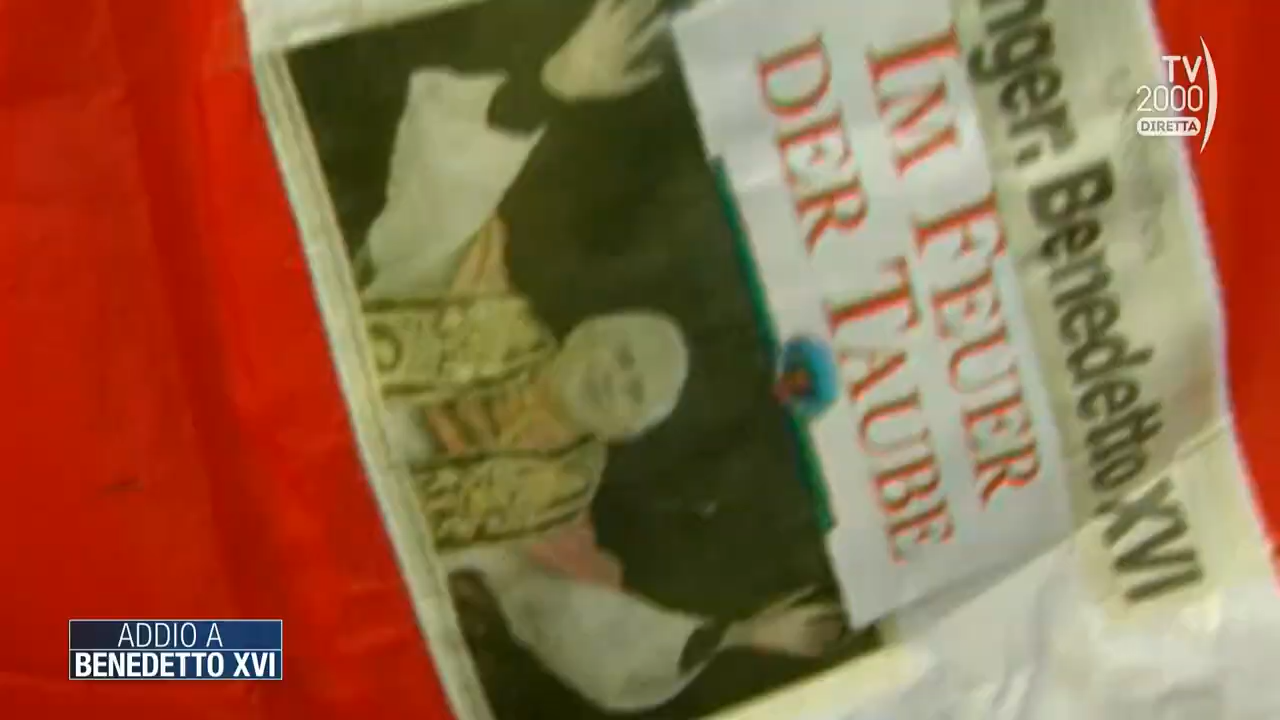 TV
2000
DIRETTA
nger: Benedetto XVI
IM FEUER
DER TAUBE
ADDIO A
BENEDETTO XVI